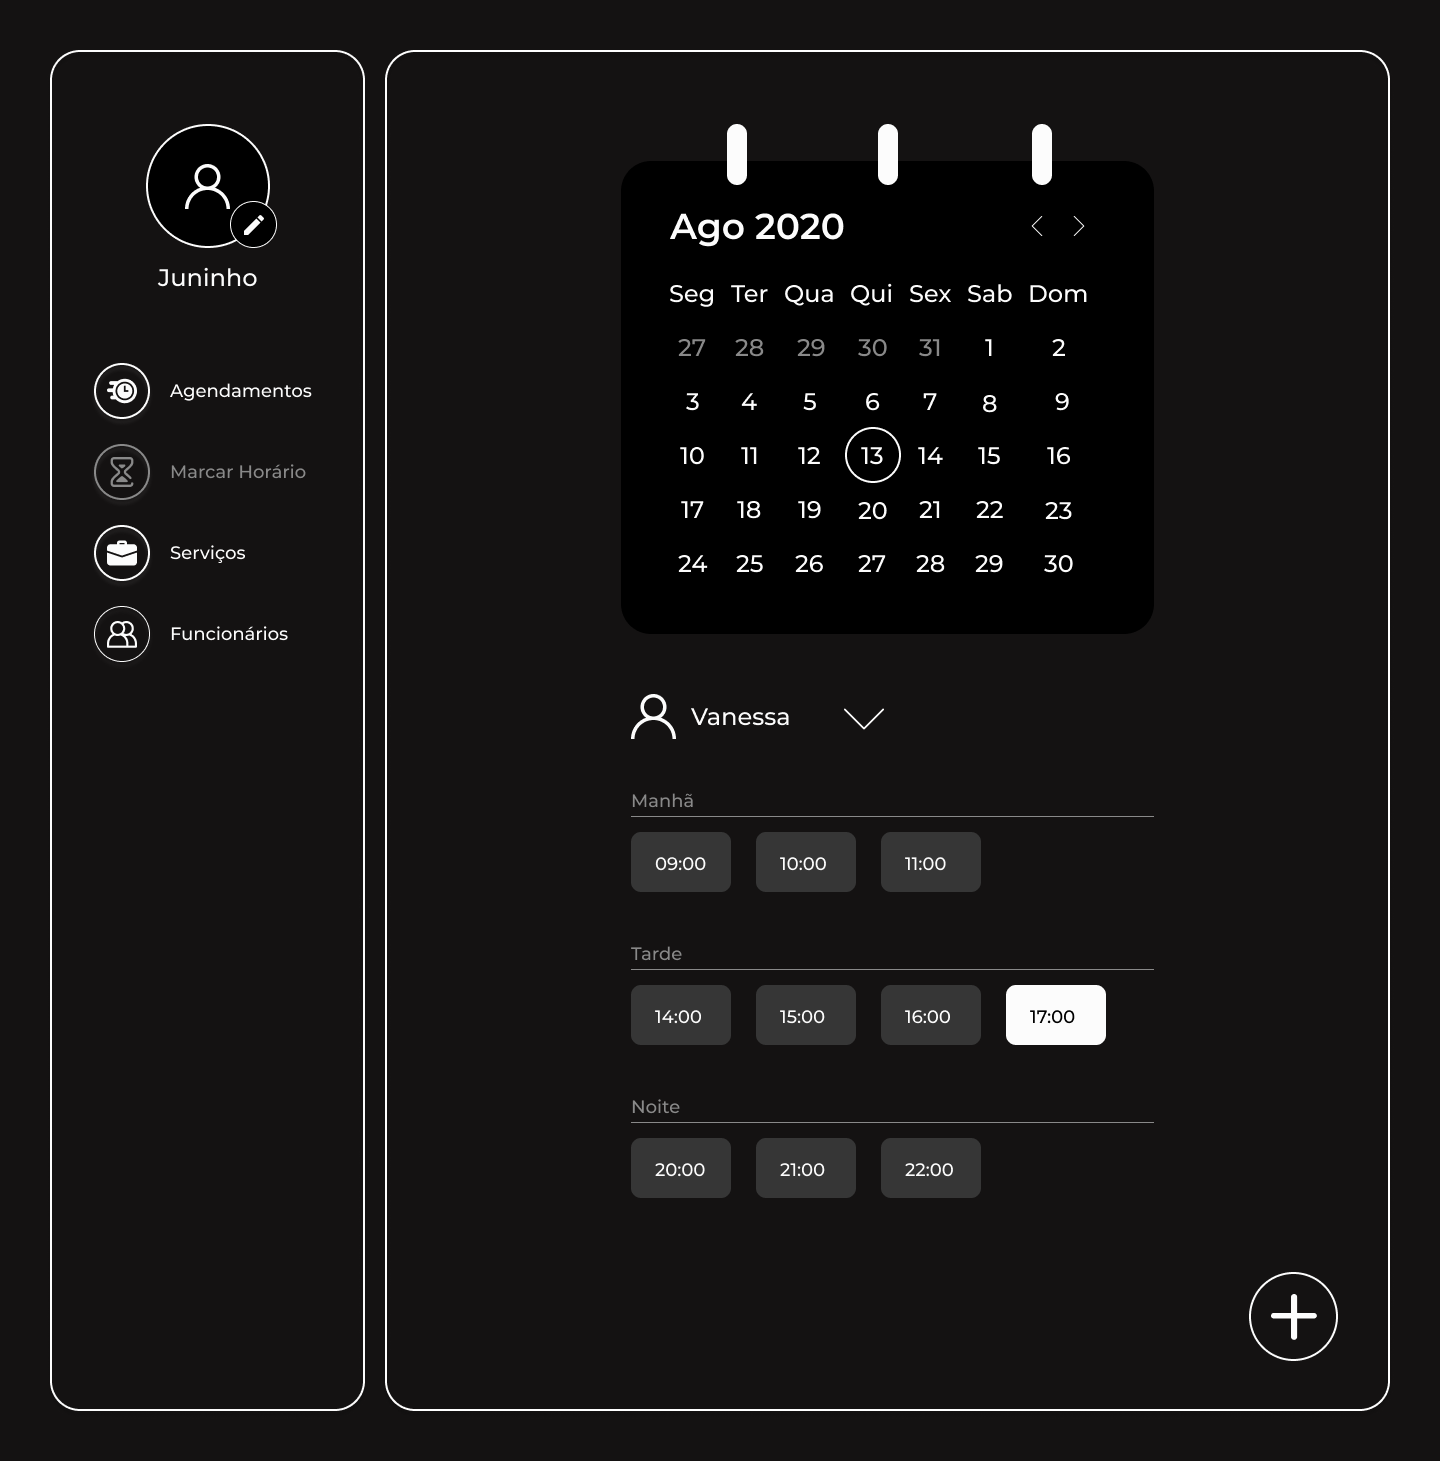 Juninho
Agendamentos
Marcar Horário
Serviços
Funcionários
Ago 2020
Seg Ter Qua Qui Sex Sab Dom
27 28 29 30 31 1 2
3 4 5 6 7 8 9
10 11 12 13 14 15 16
17 18 19 20 21 22 23
24 25 26 27 28 29 30
Vanessa
Manhã
09:00 10:00 11:00
Tarde
14:00 15:00 16:00 17:00
Noite
20:00 21:00 22:00